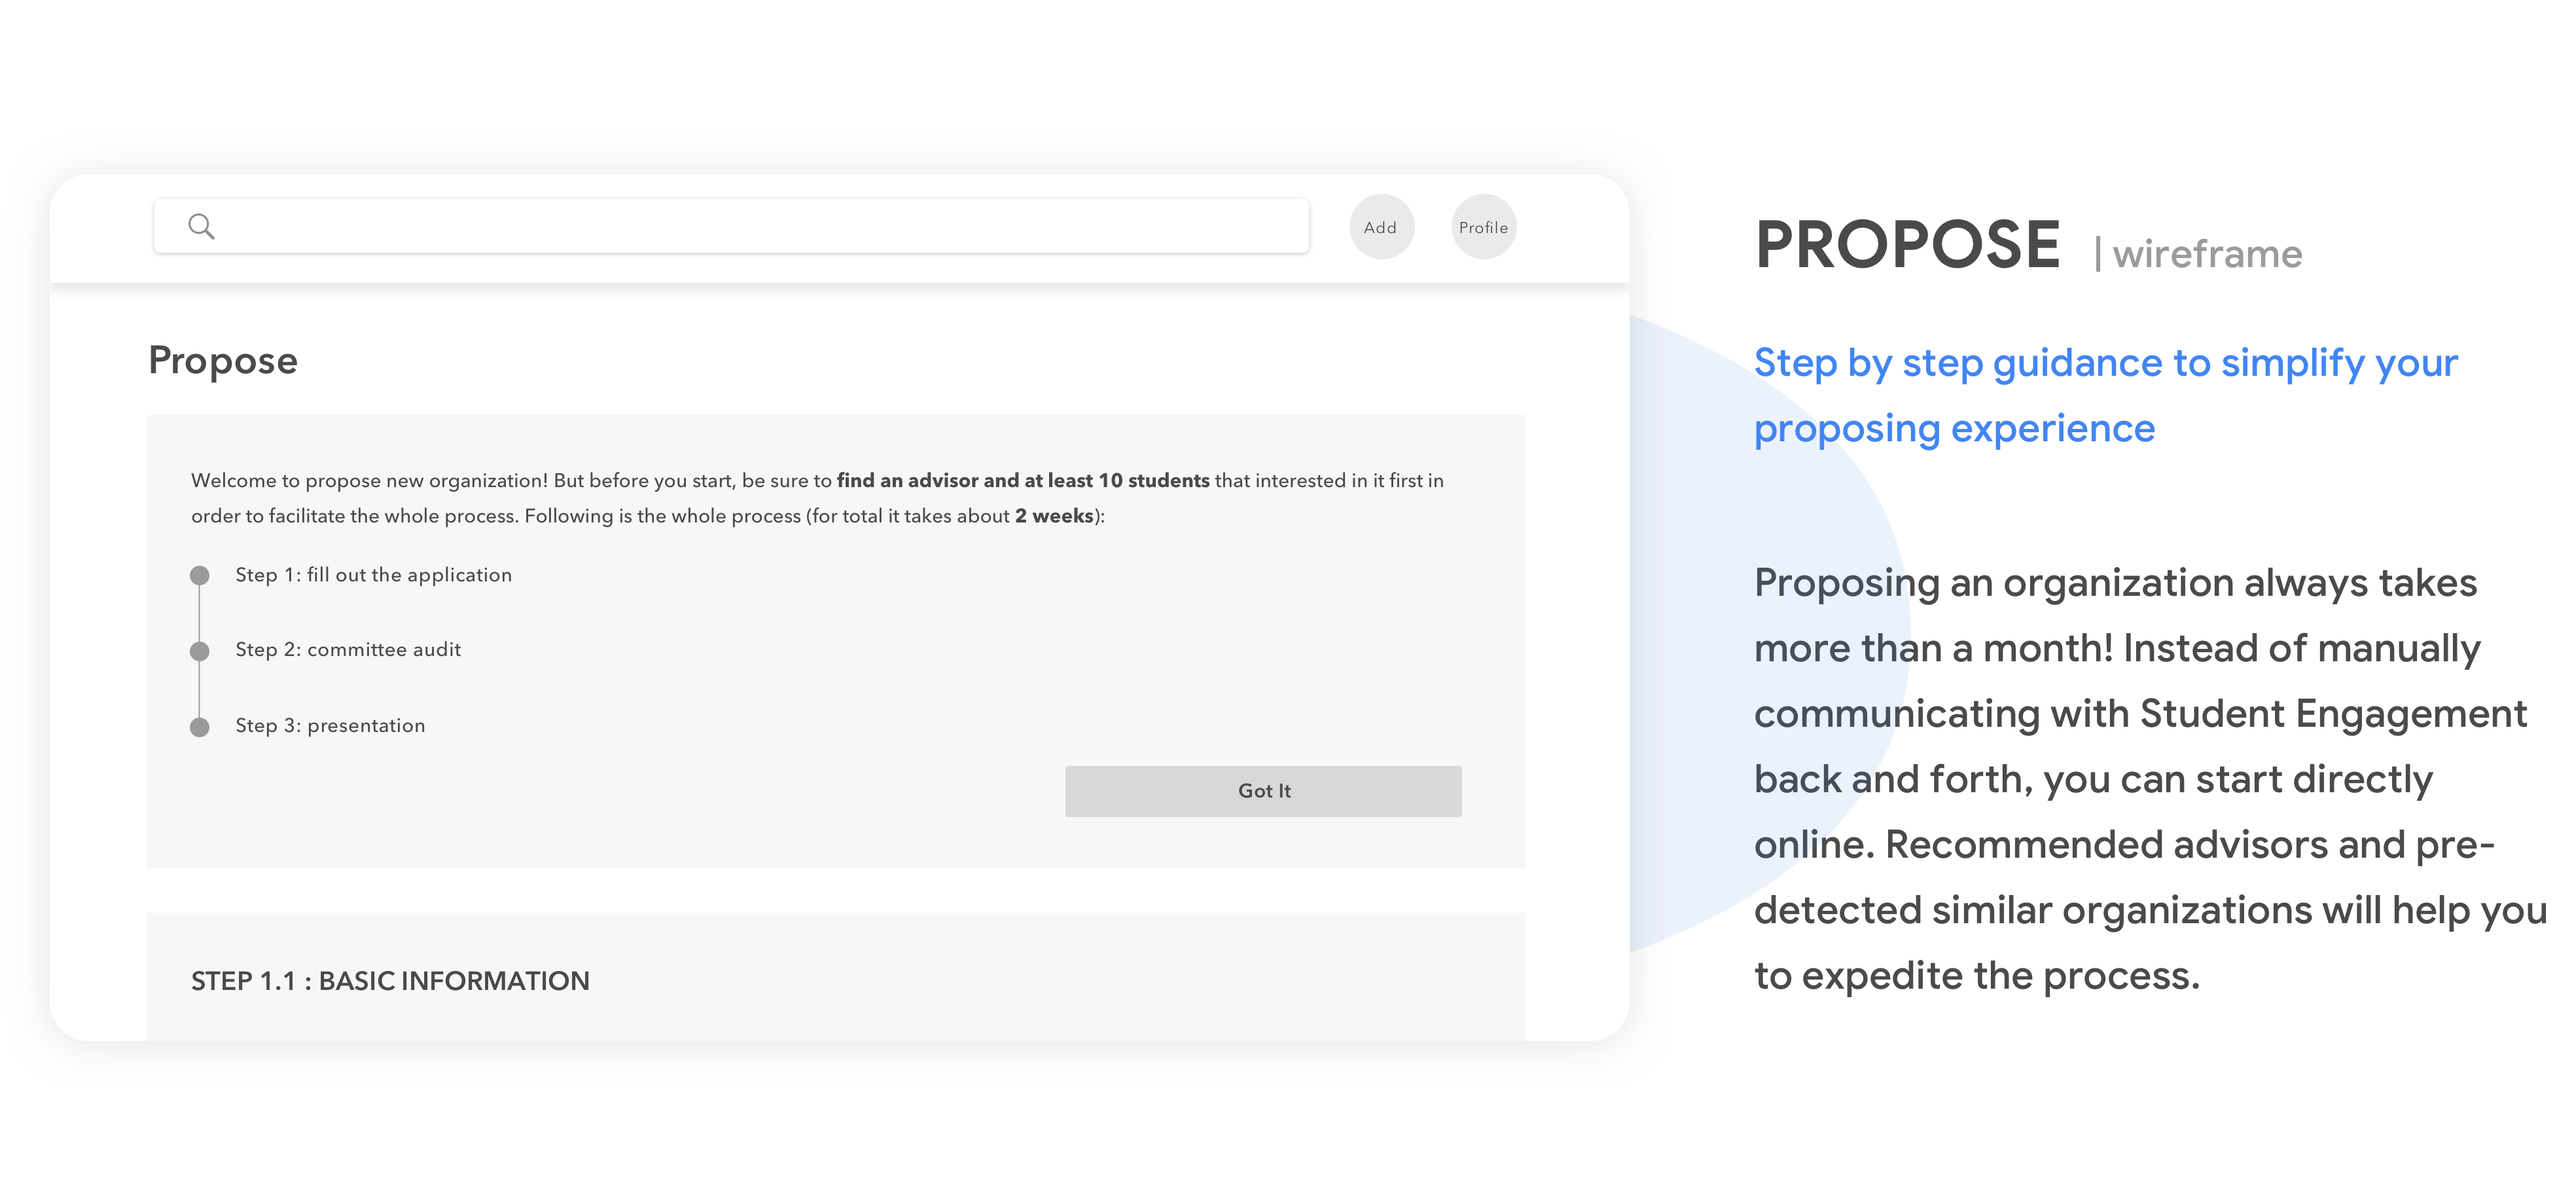 Add
Profile
Propose
Welcome to propose new organization! But before you start, be sure to find an advisor and at least 10 students that interested in it first in
order to facilitate the whole process. Following is the whole process (for total it takes about 2 weeks):
Step 1: fill out the application
Step 2: committee audit
Step 3: presentation
Got It
STEP 1.1 : BASIC INFORMATION
PROPOSE | wireframe
Step by step guidance to simplify your
proposing experience
Proposing an organization always takes
more than a month! Instead of manually
communicating with Student Engagement
back and forth, you can start directly
online. Recommended advisors and pre-
detected similar organizations will help you
to expedite the process.